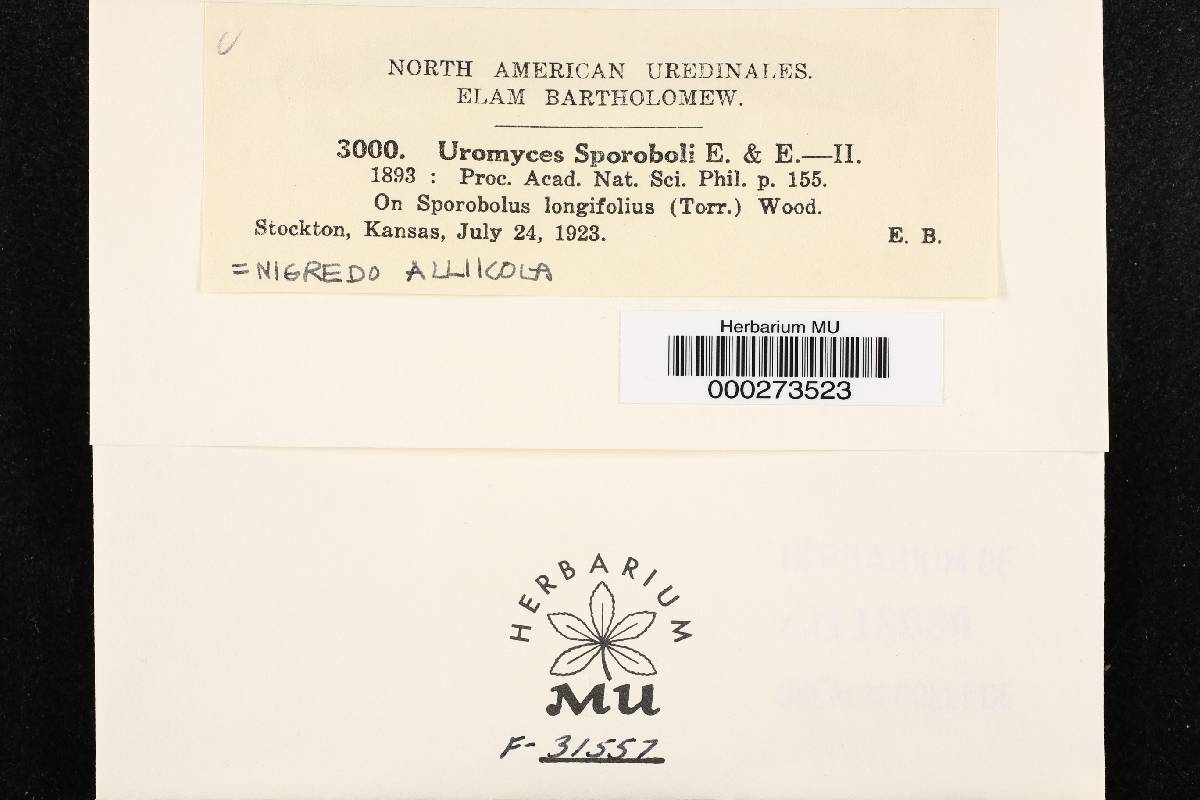 NORTH AMERICAN UREDINALES.
ELAM BARTHOLOMEW.
3000. Uromyces Sporoboli E. & E.—II.
1893 : Proc. Acad. Nat. Sci. Phil. p. 155.
On Sporobolus longifolius (Torr.) Wood.
Stockton, Kansas, July 24, 1923. E. B.
= NIGREDO ALLIICOLA
Herbarium MU
000273523
HERBARIUM
MU
F- 31557